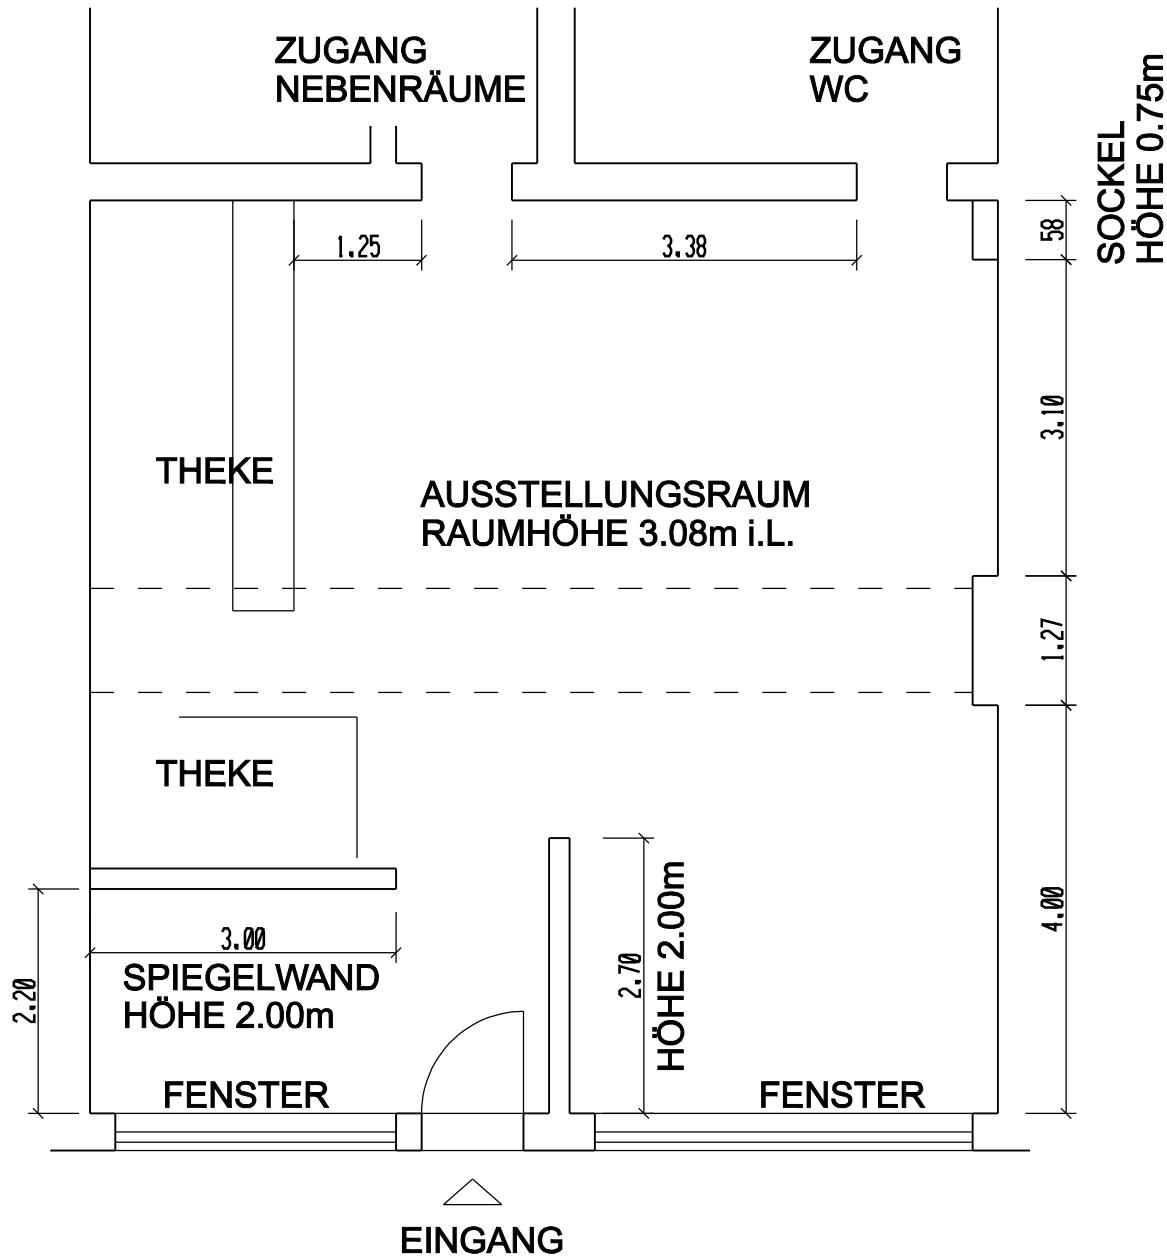 ZUGANG
NEBENRÄUME
ZUGANG
WC
SOCKEL
HÖHE 0.75m
1.25
3.38
58
3.10
THEKE
AUSSTELLUNGSRAUM
RAUMHÖHE 3.08m i.L.
1.27
THEKE
4.00
3.00
SPIEGELWAND
HÖHE 2.00m
2.20
2.70
HÖHE 2.00m
FENSTER
FENSTER
EINGANG